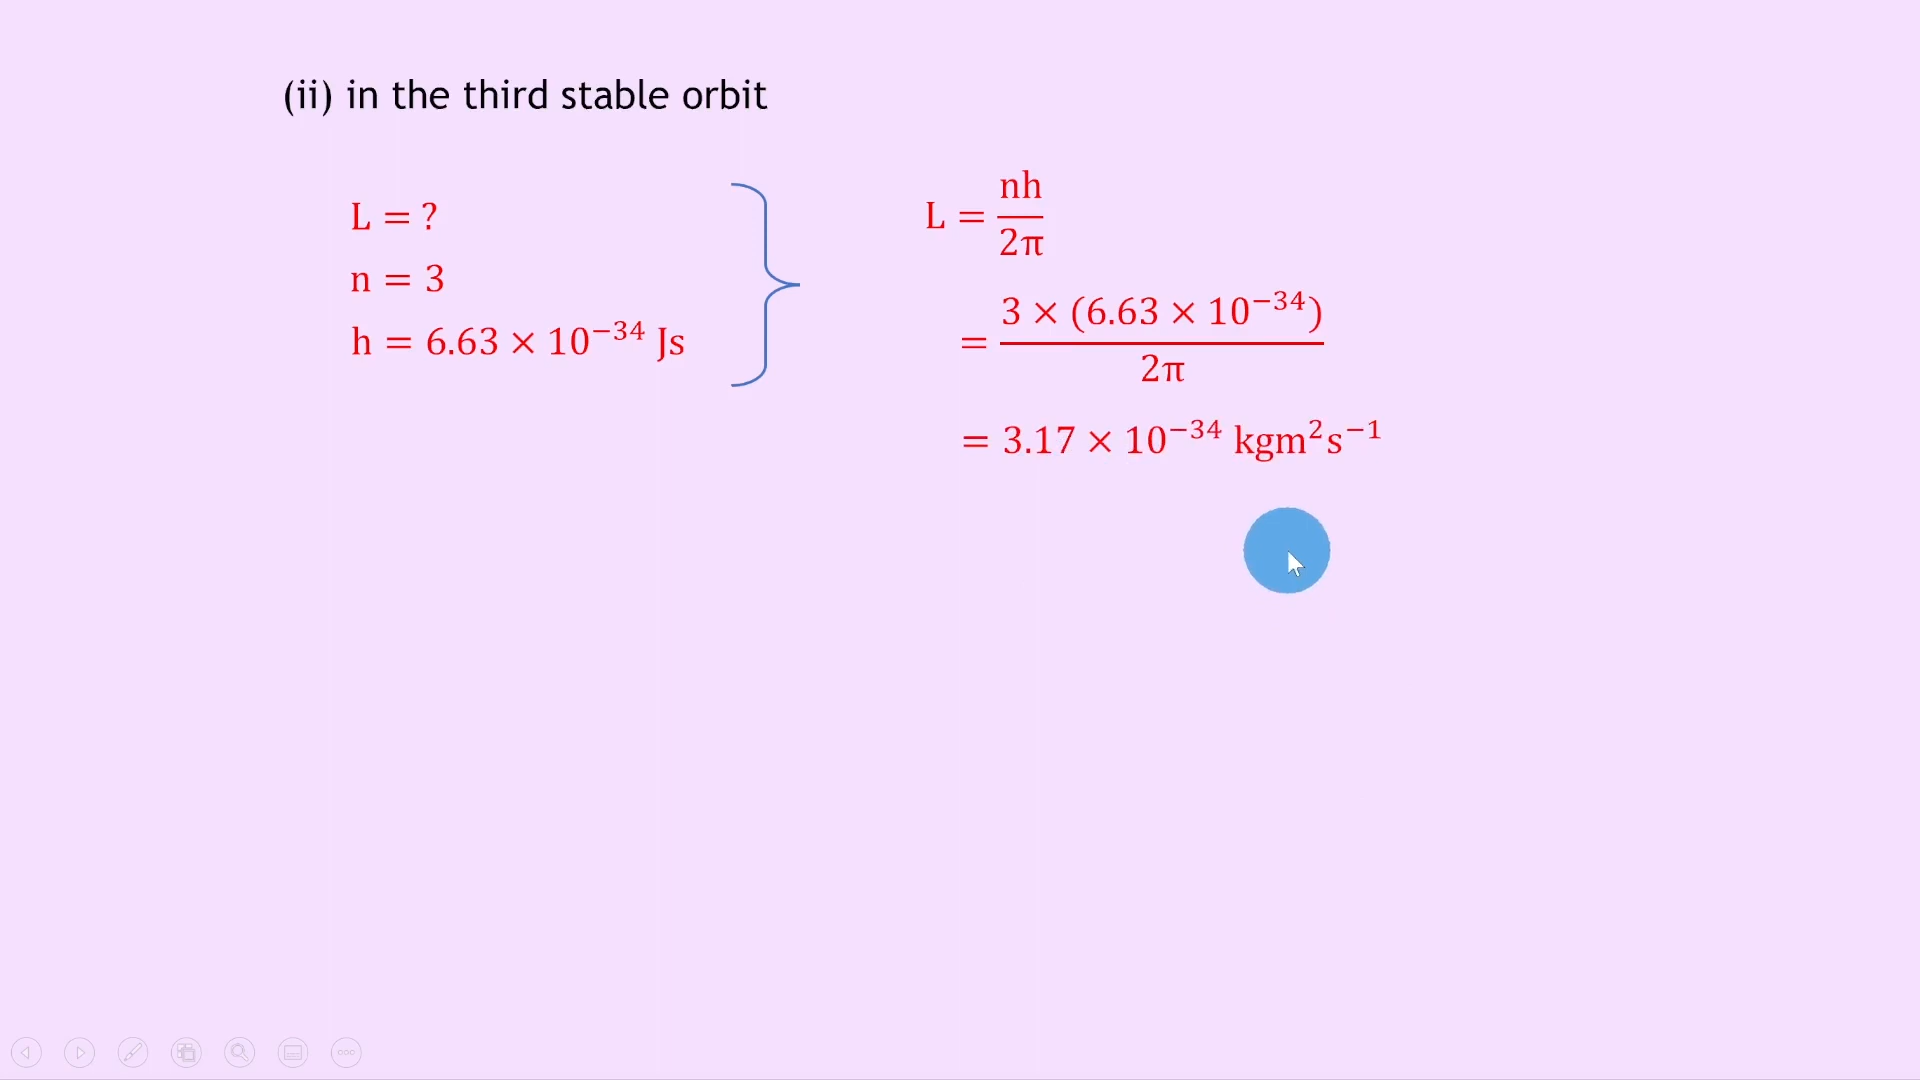 (ii) in the third stable orbit
L = ?
n = 3
h = 6.63 × 10⁻³⁴ Js
L = nh/2π
= 3 × (6.63 × 10⁻³⁴)/2π
= 3.17 × 10⁻³⁴ kgm²s⁻¹